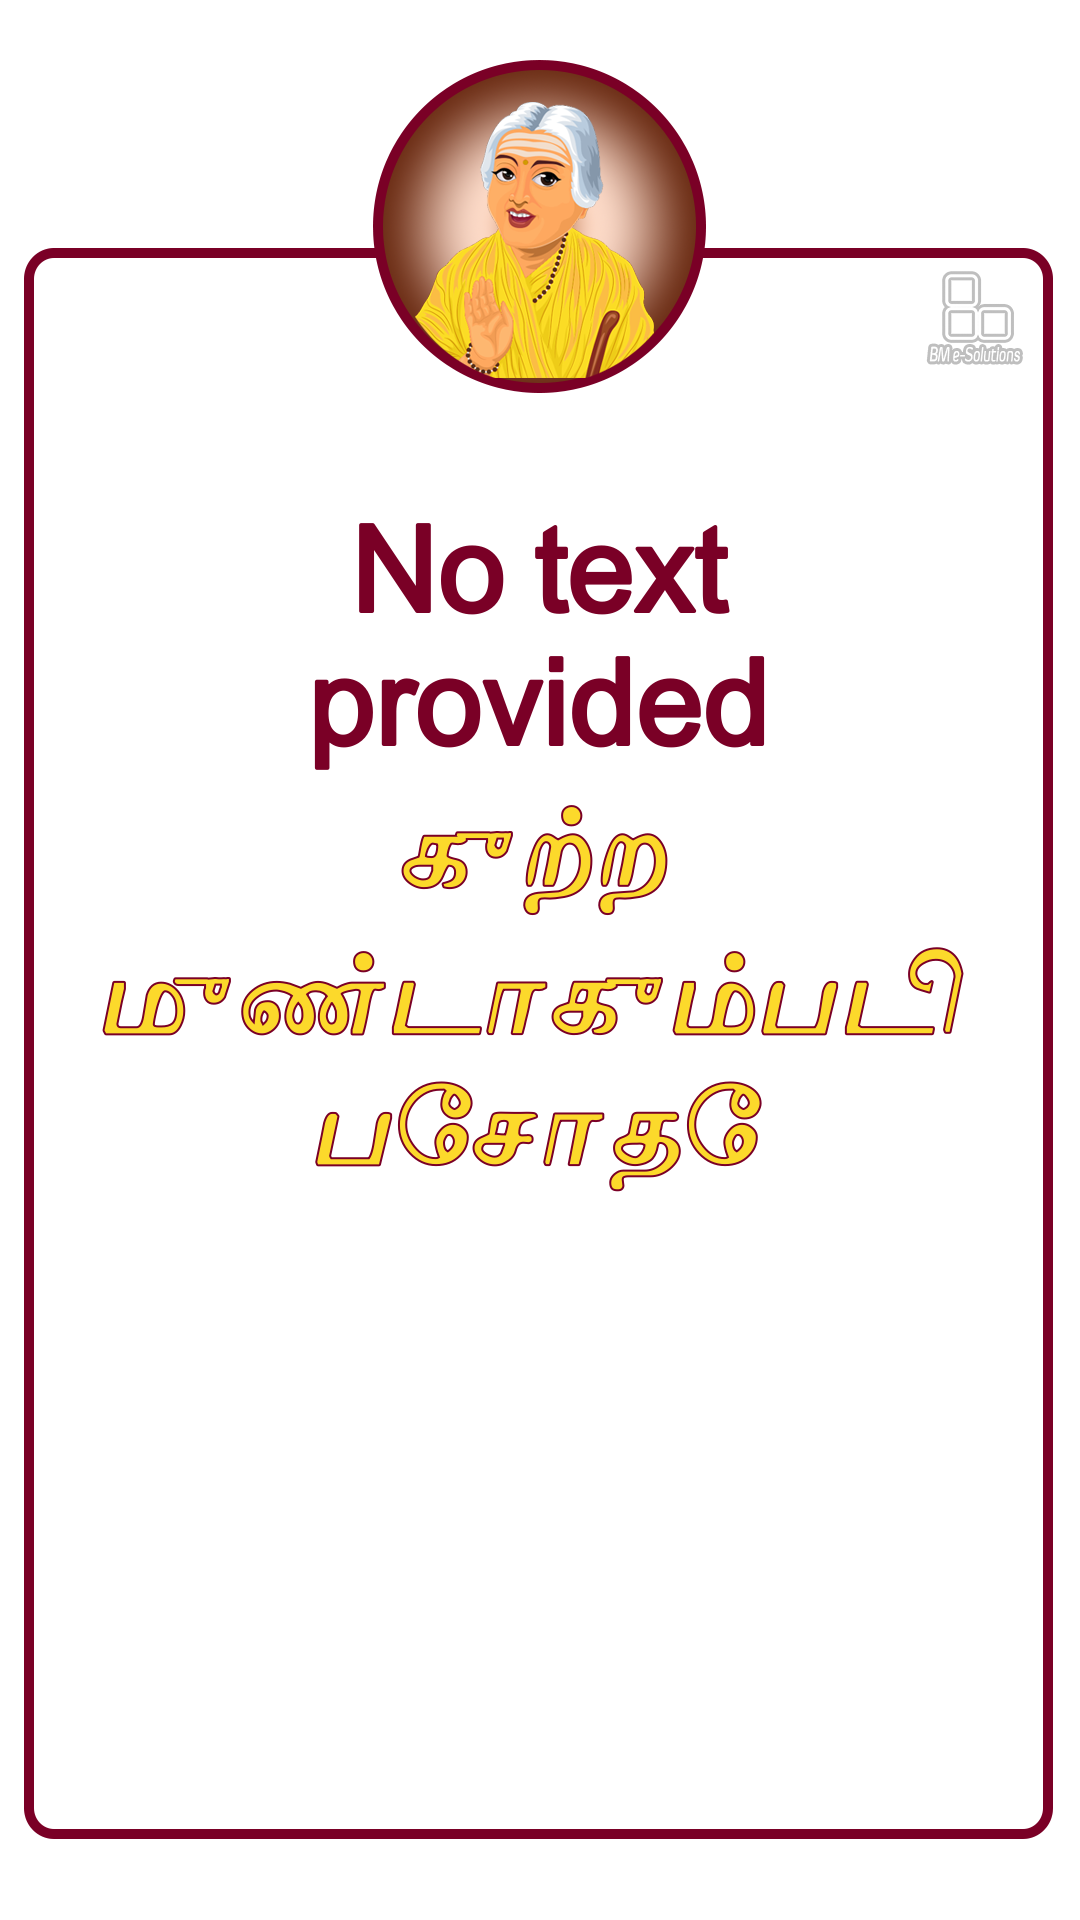 BM e-Solutions
No text
provided
குற்ற
முண்டாகும்படி
பேசாதே